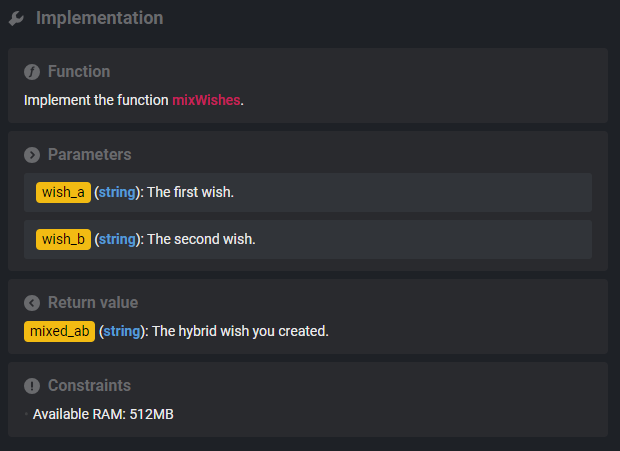 Implementation
Function
Implement the function mixWishes.
Parameters
wish_a (string): The first wish.
wish_b (string): The second wish.
Return value
mixed_ab (string): The hybrid wish you created.
Constraints
Available RAM: 512MB